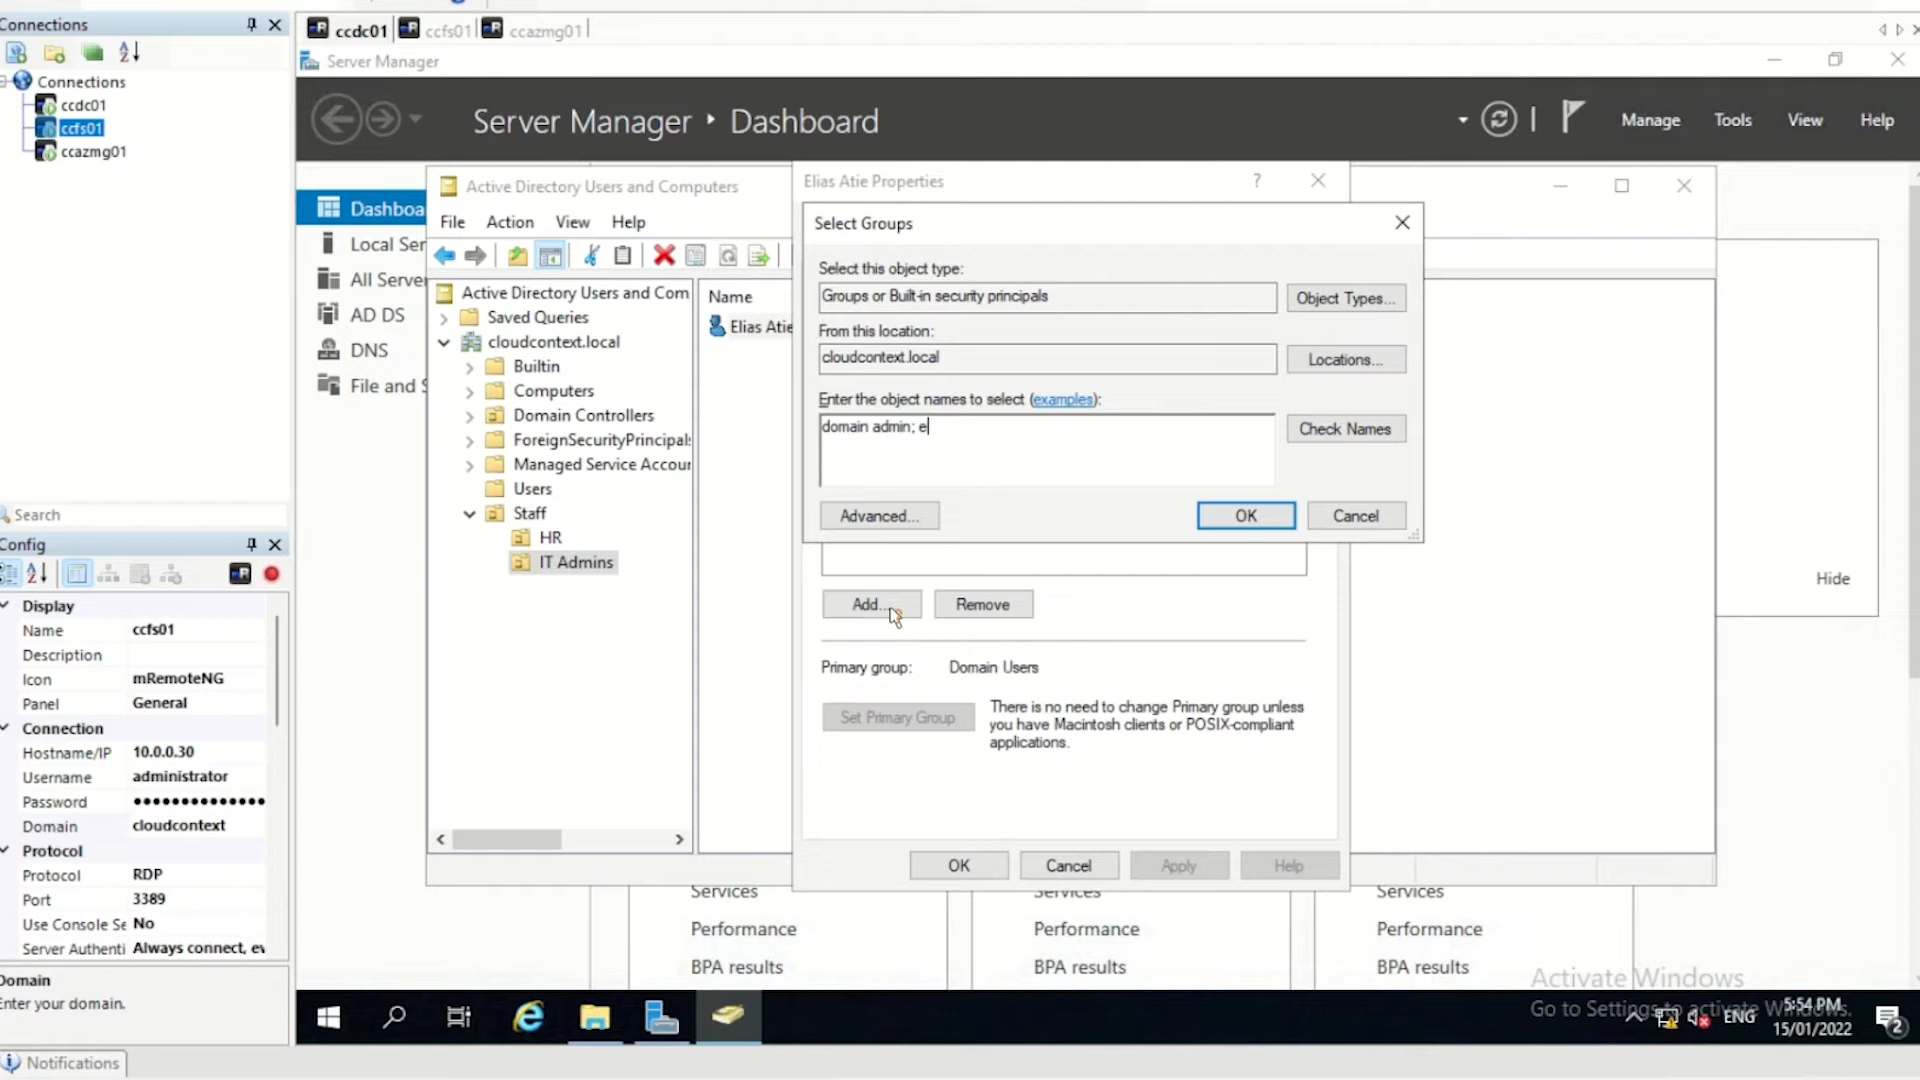 Connections
ccdc01
ccfs01
ccazmg01
Server Manager
Connections
ccdc01
ccfs01
ccazmg01
Server Manager
Dashboard
Manage
Tools
View
Help
Dashboa
Local Ser
All Serve
AD DS
DNS
File and S
Active Directory Users and Computers
File
Action
View
Help
Active Directory Users and Com
Saved Queries
cloudcontext.local
Builtin
Computers
Domain Controllers
ForeignSecurityPrincipals
Managed Service Accour
Users
Staff
HR
IT Admins
Name
Elias Atie
Elias Atie Properties
?
Select Groups
Select this object type:
Groups or Built-in security principals
Object Types...
From this location:
cloudcontext.local
Locations...
Enter the object names to select (examples):
domain admin; e
Check Names
Advanced...
OK
Cancel
Add...
Remove
Primary group:
Domain Users
Set Primary Group
There is no need to change Primary group unless
you have Macintosh clients or POSIX-compliant
applications.
OK
Cancel
Apply
Help
Hide
Services
Performance
BPA results
Services
Performance
BPA results
Services
Performance
BPA results
Search
Config
Display
Name ccfs01
Description
Icon mRemoteNG
Panel General
Connection
Hostname/IP 10.0.0.30
Username administrator
Password ●●●●●●●●●●●●●●●
Domain cloudcontext
Protocol
Protocol RDP
Port 3389
Use Console Se No
Server Authenti Always connect, ev
Domain
Enter your domain.
Notifications
Activate Windows
Go to Settings to activate Windows.
ENG
5:54 PM
15/01/2022
2